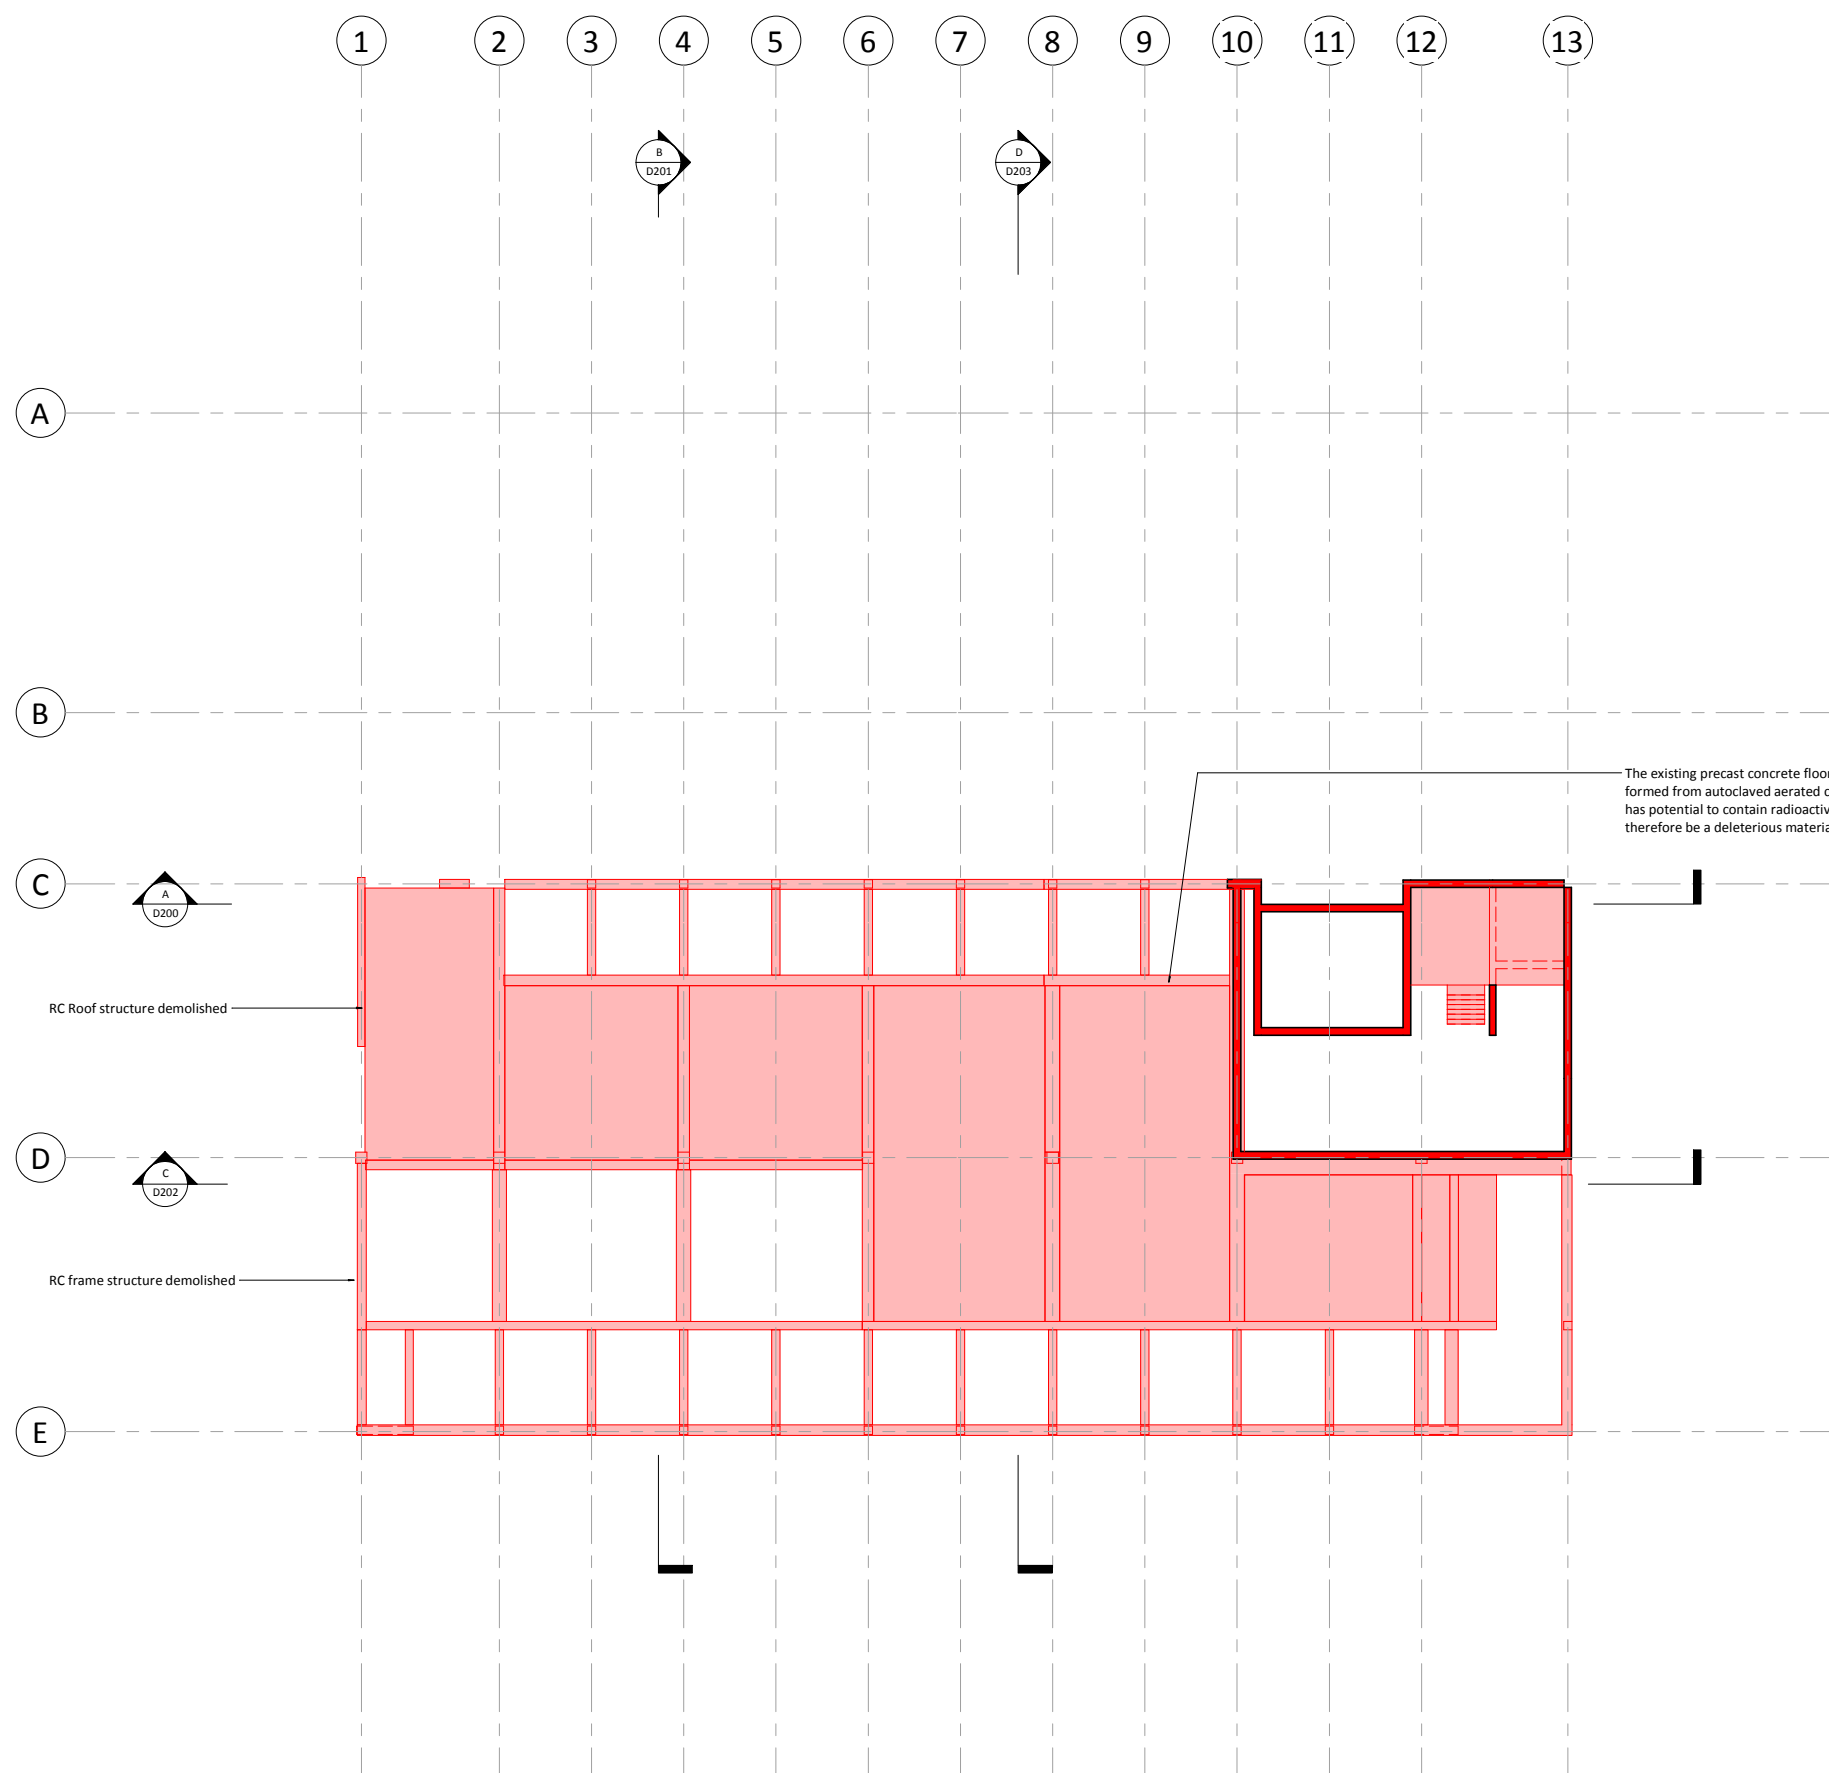 1 2 3 4 5 6 7 8 9 10 11 12 13
B
D201
D
D203
A
B
The existing precast concrete floor
formed from autoclaved aerated
has potential to contain
therefore be a deleterious
C
A
D200
RC Roof structure demolished
D
C
D202
RC frame structure demolished
E